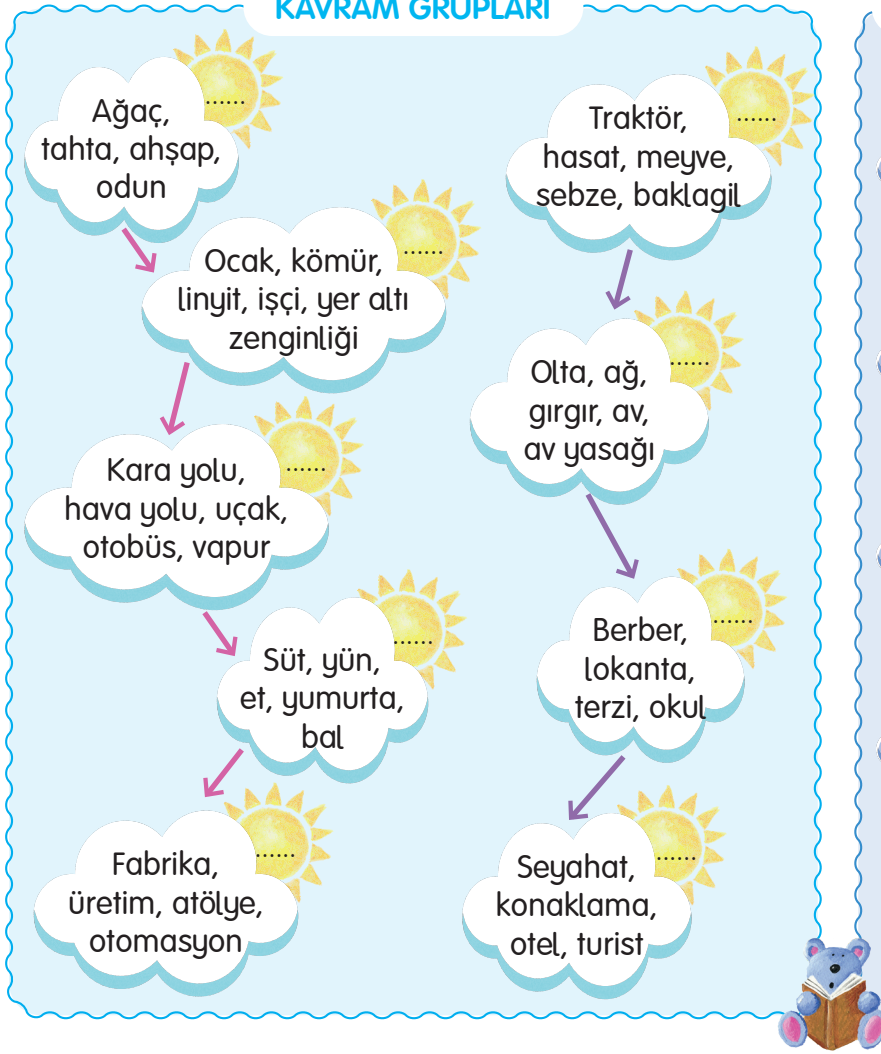 KAVRAM GRUPLARI
Ağaç,
tahta, ahşap,
odun
......
Ocak, kömür,
linyit, işçi, yer altı
zenginliği
......
Kara yolu,
hava yolu, uçak,
otobüs, vapur
......
Süt, yün,
et, yumurta,
bal
......
Fabrika,
üretim, atölye,
otomasyon
......
Traktör,
hasat, meyve,
sebze, baklagil
......
Olta, ağ,
gırgır, av,
av yasağı
......
Berber,
lokanta,
terzi, okul
......
Seyahat,
konaklama,
otel, turist
......